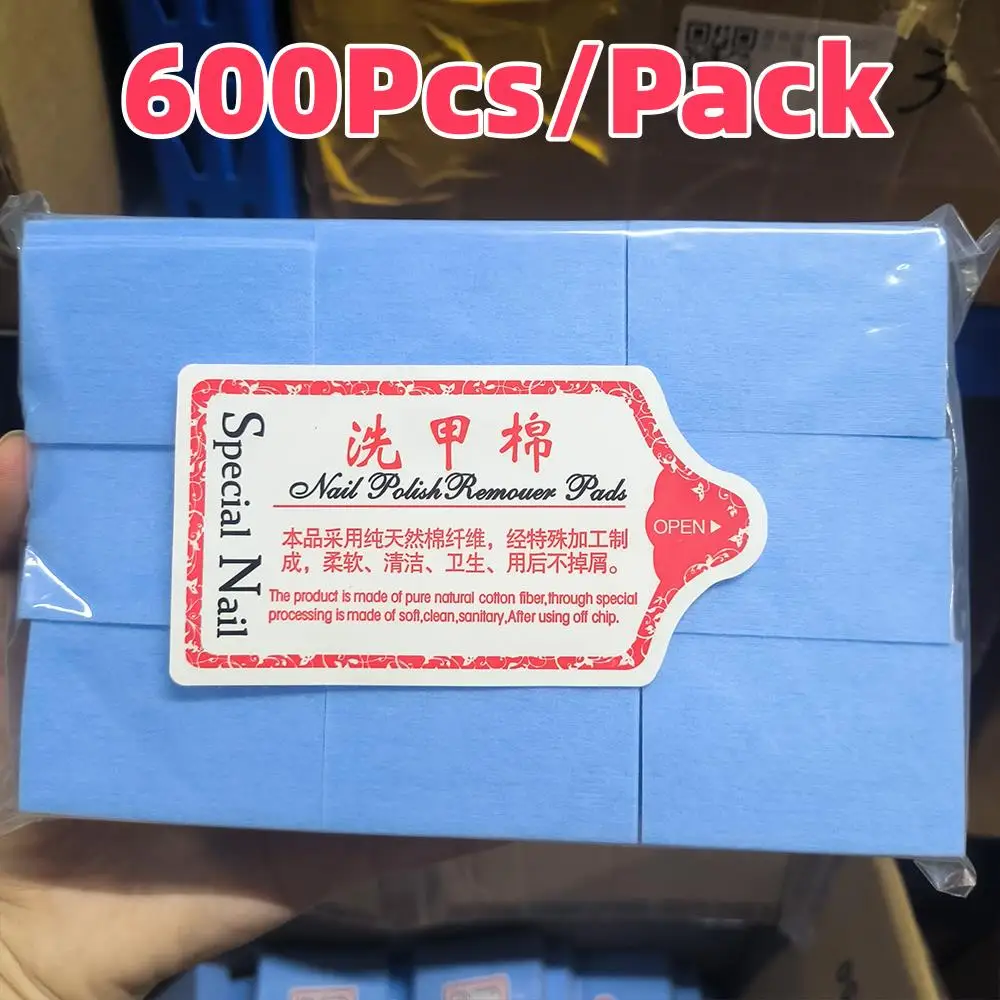 600Pcs/Pack
Special Nail
洗甲棉
Nail Polish Remouer Pads
本品采用纯天然棉纤维，经特殊加工制
成，柔软、清洁、卫生、用后不掉屑。
The product is made of pure natural cotton fiber,through special
processing is made of soft,clean,sanitary,After using off chip.
OPEN